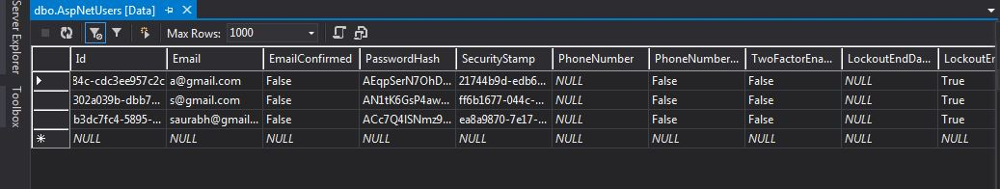 dbo.AspNetUsers [Data]
Server Explorer
Toolbox
Max Rows: 1000
Id Email EmailConfirmed PasswordHash SecurityStamp PhoneNumber PhoneNumber... TwoFactorEna... LockoutEndDa... LockoutEn
84c-cdc3ee957c2c a@gmail.com False AEqpSerN7OhD... 21744b9d-edb6... NULL False False NULL True
302a039b-dbb7... s@gmail.com False AN1tK6GsP4aw... ff6b1677-044c-... NULL False False NULL True
b3dc7fc4-5895-... saurabh@gmail... False ACc7Q4ISNmz9... ea8a9870-7e17-... NULL False False NULL True
NULL NULL NULL NULL NULL NULL NULL NULL NULL NULL